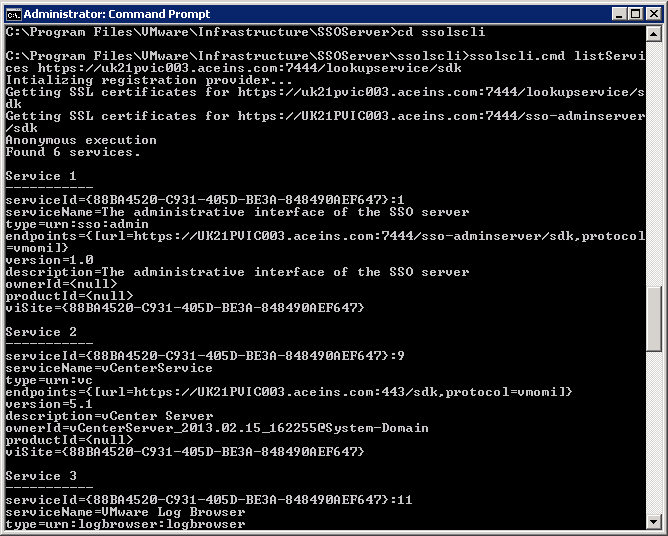 Administrator: Command Prompt
C:\Program Files\VMware\Infrastructure\SSOServer>cd ssolscli
C:\Program Files\VMware\Infrastructure\SSOServer\ssolscli>ssolscli.cmd listServi
ces https://uk21pvic003.aceins.com:7444/lookupservice/sdk
Intializing registration provider...
Getting SSL certificates for https://uk21pvic003.aceins.com:7444/lookupservice/s
dk
Getting SSL certificates for https://UK21PVIC003.aceins.com:7444/sso-adminserver
/sdk
Anonymous execution
Found 6 services.
Service 1
-----------
serviceId={88BA4520-C931-405D-BE3A-848490AEF647}:1
serviceName=The administrative interface of the SSO server
type=urn:sso:admin
endpoints={[url=https://UK21PVIC003.aceins.com:7444/sso-adminserver/sdk,protocol
=vmomi]}
version=1.0
description=The administrative interface of the SSO server
ownerId=<null>
productId=<null>
viSite={88BA4520-C931-405D-BE3A-848490AEF647}
Service 2
-----------
serviceId={88BA4520-C931-405D-BE3A-848490AEF647}:9
serviceName=vCenterService
type=urn:vc
endpoints={[url=https://UK21PVIC003.aceins.com:443/sdk,protocol=vmomi]}
version=5.1
description=vCenter Server
ownerId=vCenterServer_2013.02.15_162255@System-Domain
productId=<null>
viSite={88BA4520-C931-405D-BE3A-848490AEF647}
Service 3
-----------
serviceId={88BA4520-C931-405D-BE3A-848490AEF647}:11
serviceName=VMware Log Browser
type=urn:logbrowser:logbrowser